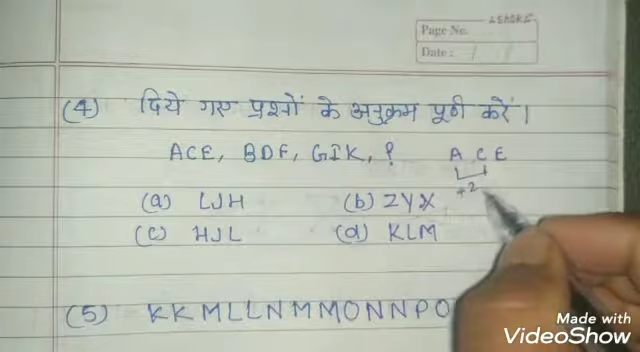 ASHOKA
Page No.
Date : / /
(4) दिये गए प्रश्नों के अनुक्रम पूर्ण करें।
ACE, BDF, GIK, ? A C E
+2
(a) LJH (b) ZYX
(c) HJL (d) KLM
(5) KKMLLNMMONNPO
Made with
VideoShow